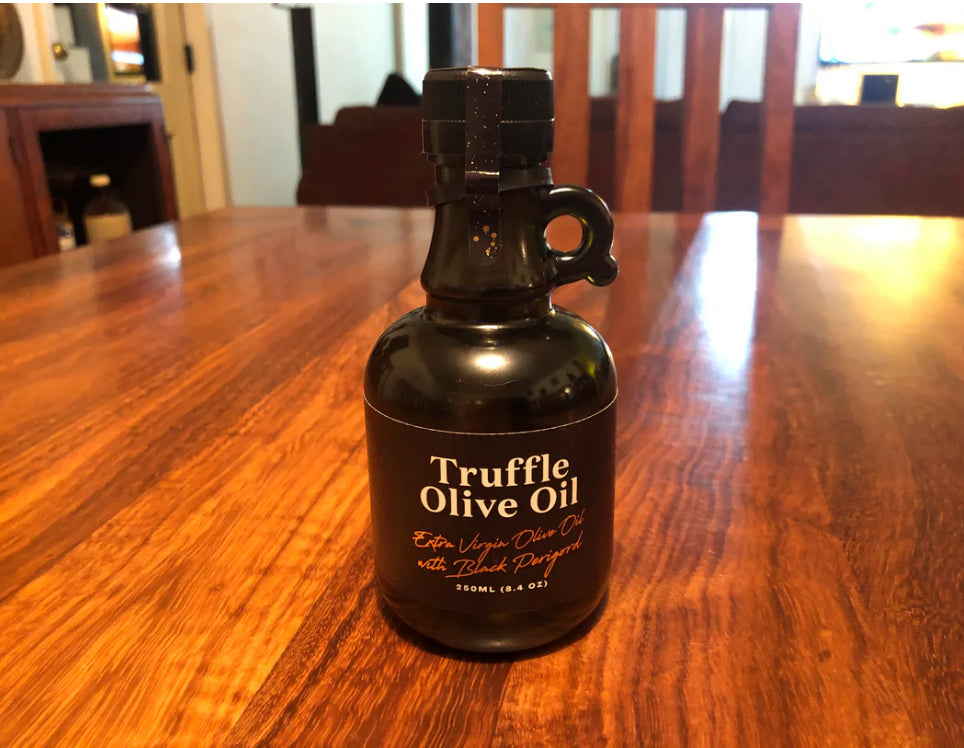 Truffle
Olive Oil
Extra Virgin Olive Oil
with Black Perigord
250ML (8.4 OZ)